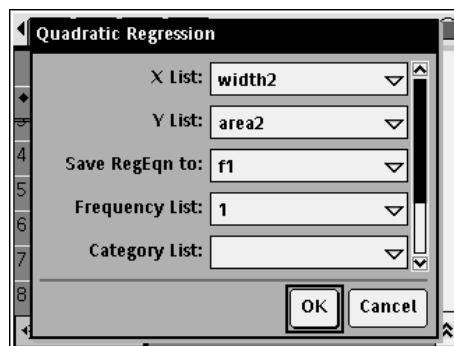 Quadratic Regression
X List: width2
Y List: area2
Save RegEqn to: f1
4
5
Frequency List: 1
6
Category List:
7
8
OK Cancel